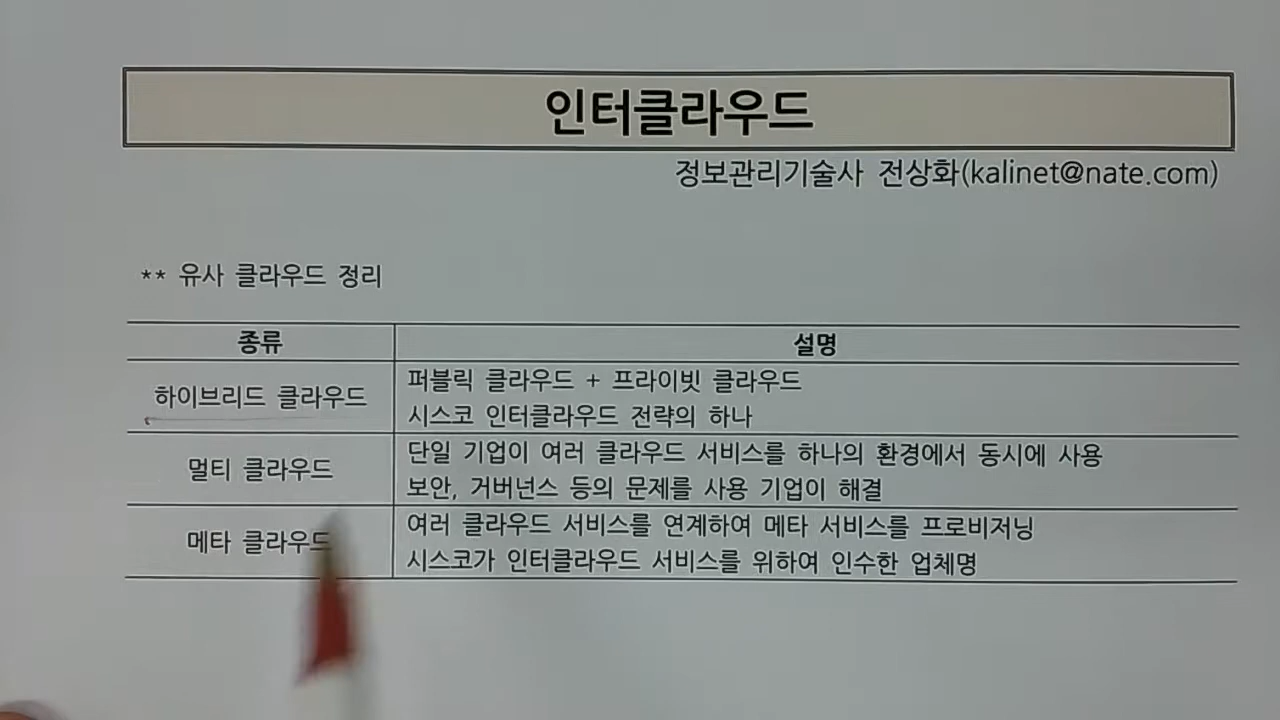 인터클라우드
정보관리기술사 전상화(kalinet@nate.com)
** 유사 클라우드 정리
종류 설명
하이브리드 클라우드
퍼블릭 클라우드 + 프라이빗 클라우드
시스코 인터클라우드 전략의 하나
멀티 클라우드
단일 기업이 여러 클라우드 서비스를 하나의 환경에서 동시에 사용
보안, 거버넌스 등의 문제를 사용 기업이 해결
메타 클라우드
여러 클라우드 서비스를 연계하여 메타 서비스를 프로비저닝
시스코가 인터클라우드 서비스를 위하여 인수한 업체명